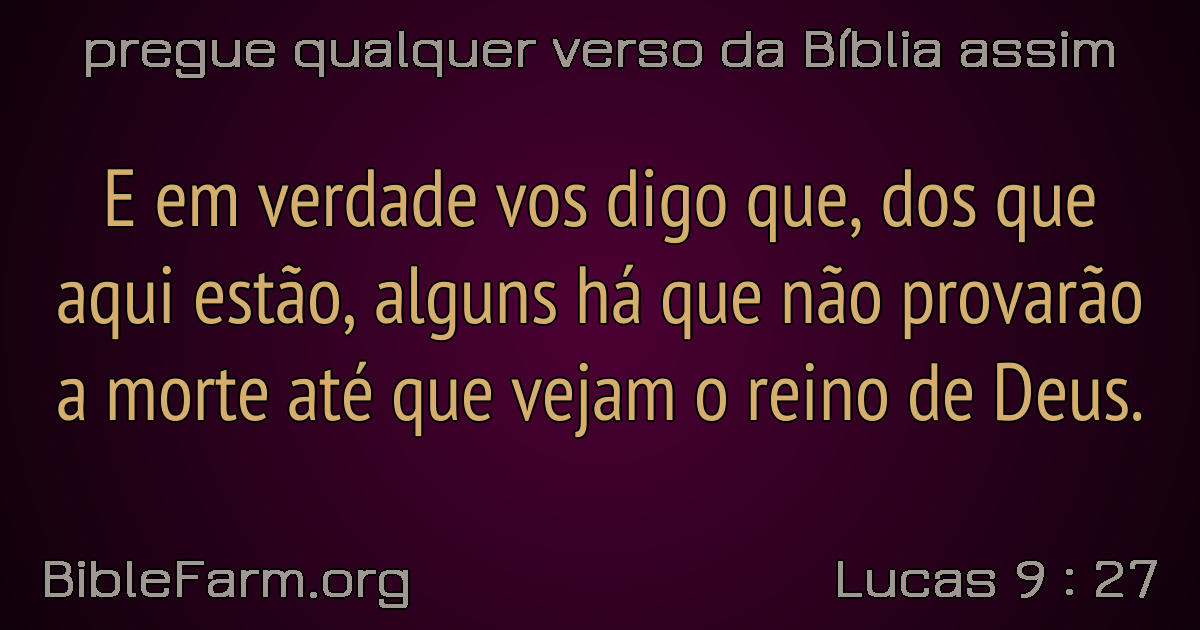 pregue qualquer verso da Bíblia assim
E em verdade vos digo que, dos que
aqui estão, alguns há que não provarão
a morte até que vejam o reino de Deus.
BibleFarm.org
Lucas 9 : 27